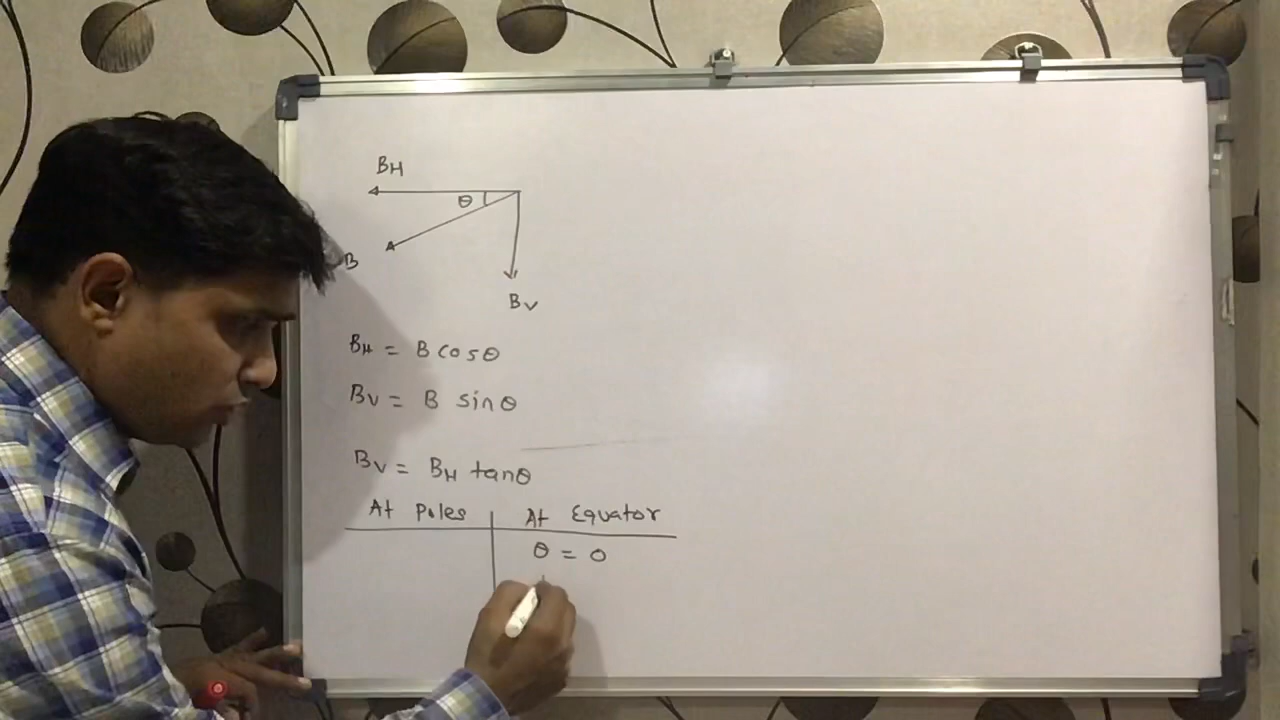 BH
θ
B
BV
BH = B cosθ
BV = B sinθ
BV = BH tanθ
At Poles At Equator
θ = 0